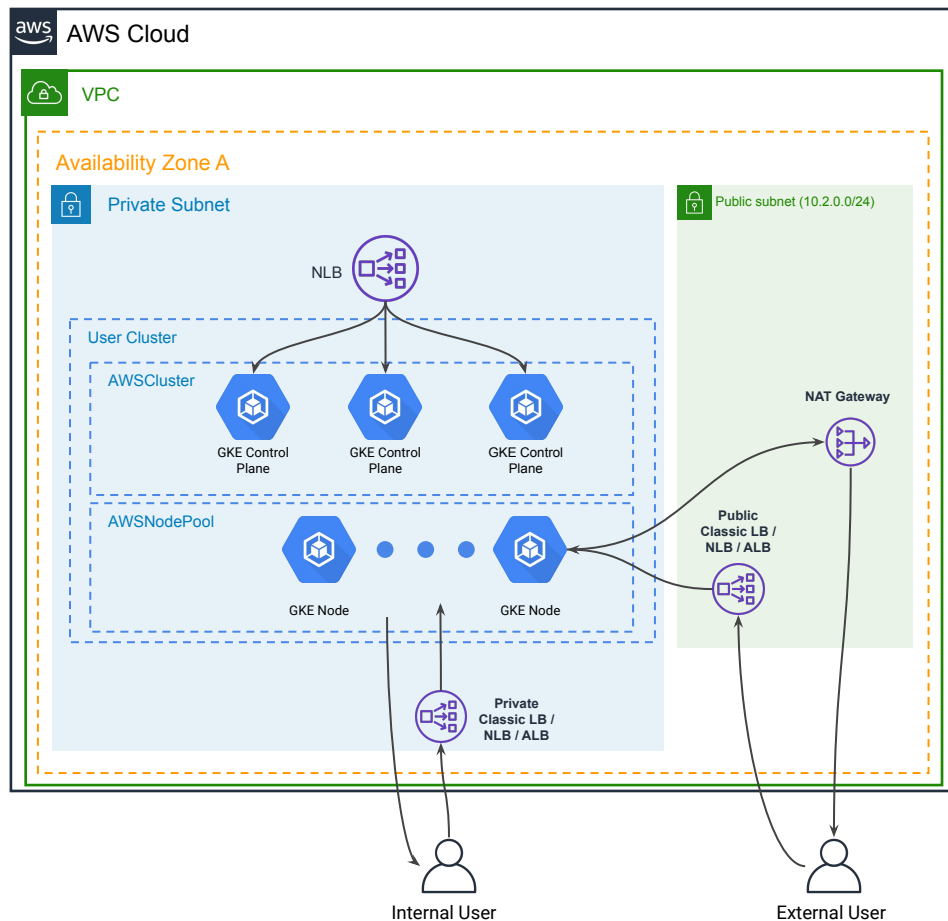 aws
AWS Cloud
VPC
Availability Zone A
Private Subnet
Public subnet (10.2.0.0/24)
NLB
User Cluster
AWSCluster
GKE Control
Plane
GKE Control
Plane
GKE Control
Plane
NAT Gateway
AWSNodePool
GKE Node
GKE Node
Public
Classic LB /
NLB / ALB
Private
Classic LB /
NLB / ALB
Internal User
External User